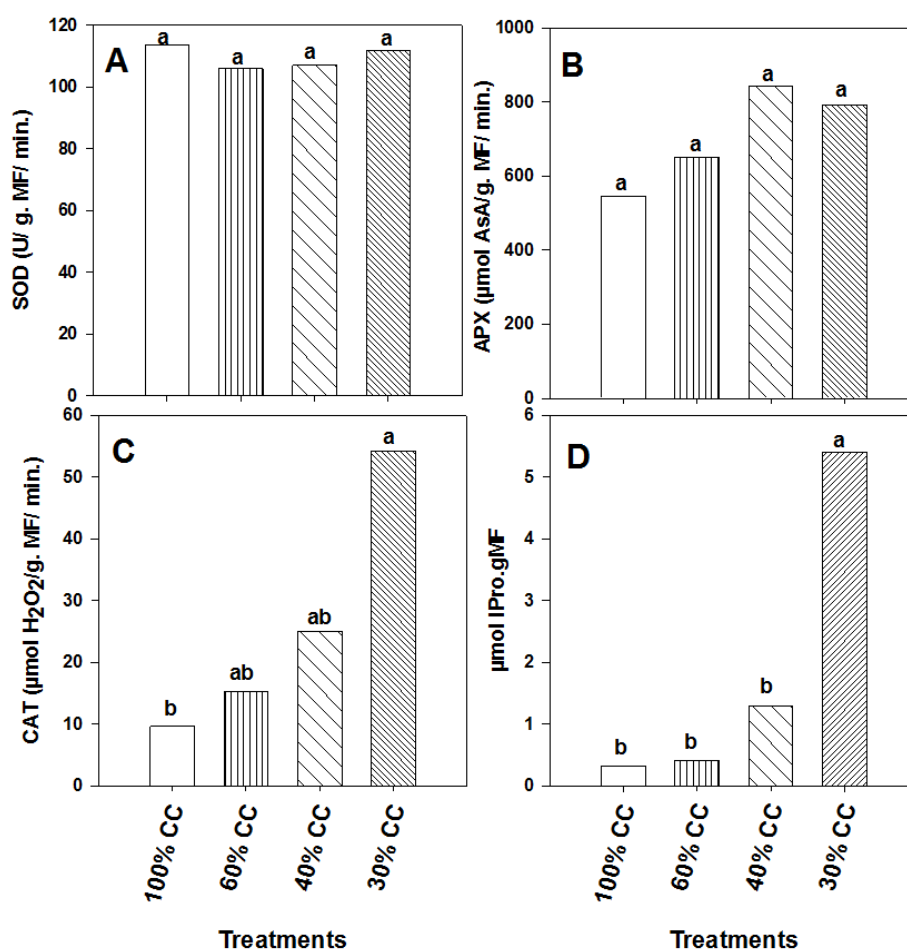 120
100
80
60
40
20
0
SOD (U/ g. MF/ min.)
A
a
a
a
a
1000
800
600
400
200
0
APX (µmol AsA/g. MF/ min.)
B
a
a
a
a
60
50
40
30
20
10
0
CAT (µmol H₂O₂/g. MF/ min.)
C
b
ab
ab
a
6
5
4
3
2
1
0
µmol lPro.gMF
D
b
b
b
a
100% CC
60% CC
40% CC
30% CC
Treatments
100% CC
60% CC
40% CC
30% CC
Treatments